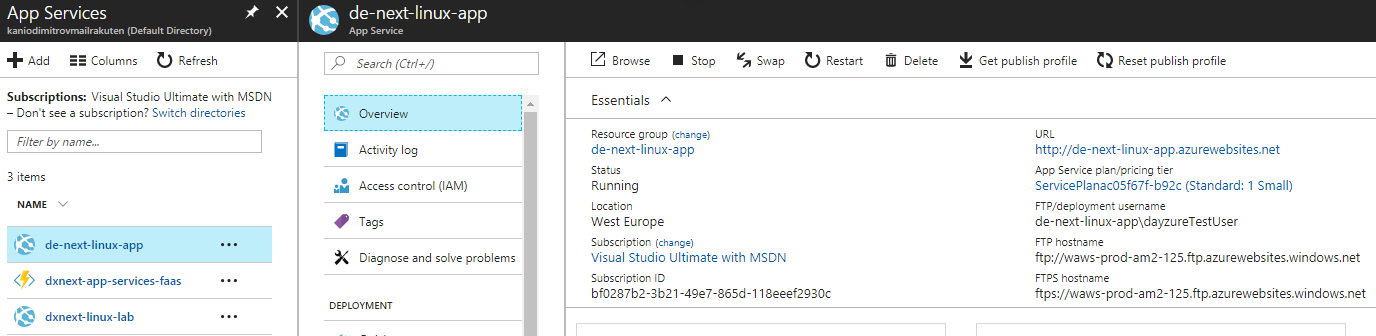 App Services
kaniodimitrovmailrakuten (Default Directory)
Add
Columns
Refresh
Subscriptions: Visual Studio Ultimate with MSDN
– Don't see a subscription? Switch directories
Filter by name...
3 items
NAME
de-next-linux-app
dxnext-app-services-faas
dxnext-linux-lab
de-next-linux-app
App Service
Search (Ctrl+/)
Overview
Activity log
Access control (IAM)
Tags
Diagnose and solve problems
DEPLOYMENT
Browse
Stop
Swap
Restart
Delete
Get publish profile
Reset publish profile
Essentials
Resource group (change)
de-next-linux-app
Status
Running
Location
West Europe
Subscription (change)
Visual Studio Ultimate with MSDN
Subscription ID
bf0287b2-3b21-49e7-865d-118eeef2930c
URL
http://de-next-linux-app.azurewebsites.net
App Service plan/pricing tier
ServicePlanac05f67f-b92c (Standard: 1 Small)
FTP/deployment username
de-next-linux-app\dayzureTestUser
FTP hostname
ftp://waws-prod-am2-125.ftp.azurewebsites.windows.net
FTPS hostname
ftps://waws-prod-am2-125.ftp.azurewebsites.windows.net